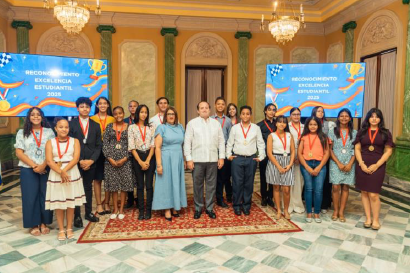 RECONOCIMIENTO
EXCELENCIA
ESTUDIANTIL
2025
RECONOCIMIENTO
EXCELENCIA ESTUDIANTIL
2025